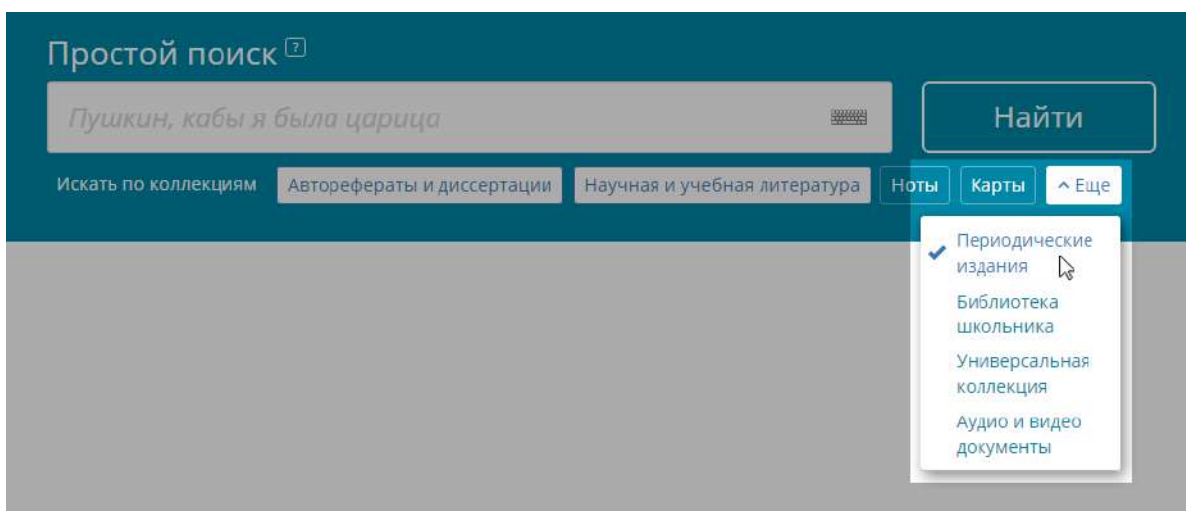 Простой поиск ?
Пушкин, кабы я была царица
Найти
Искать по коллекциям Авторефераты и диссертации Научная и учебная литература Ноты Карты Еще
Периодические
издания
Библиотека
школьника
Универсальная
коллекция
Аудио и видео
документы